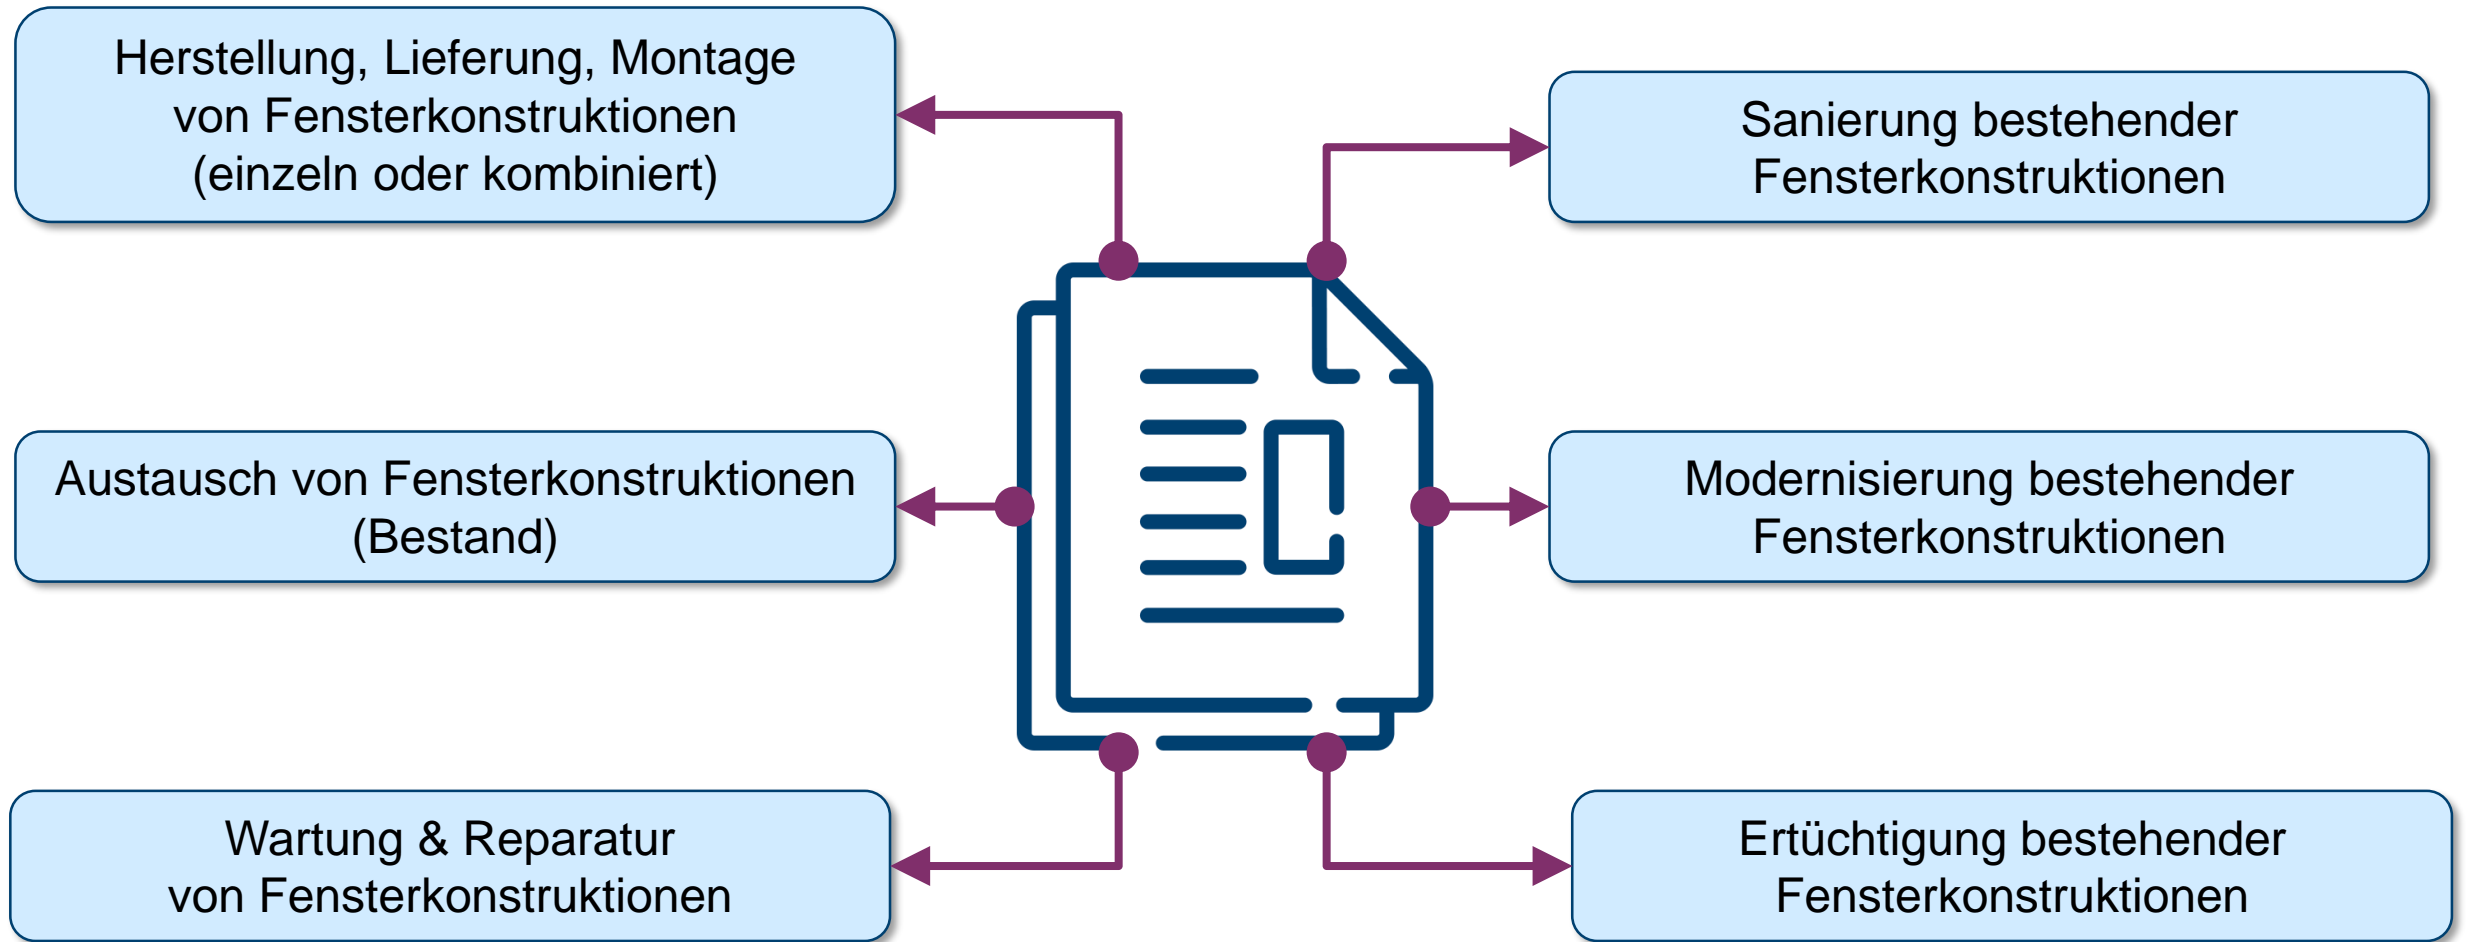 Herstellung, Lieferung, Montage
von Fensterkonstruktionen
(einzeln oder kombiniert)
Sanierung bestehender
Fensterkonstruktionen
Austausch von Fensterkonstruktionen
(Bestand)
Modernisierung bestehender
Fensterkonstruktionen
Wartung & Reparatur
von Fensterkonstruktionen
Ertüchtigung bestehender
Fensterkonstruktionen